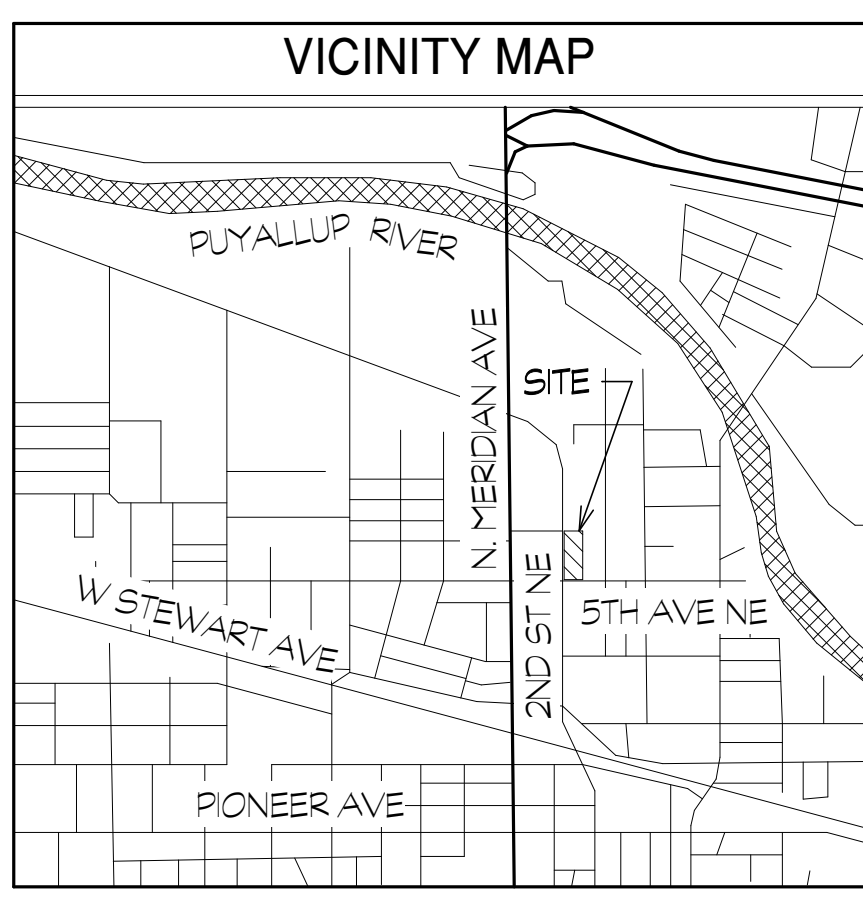 VICINITY MAP
PUYALLUP RIVER
N. MERIDIAN AVE
SITE
2ND ST NE
5TH AVE NE
W STEWART AVE
PIONEER AVE